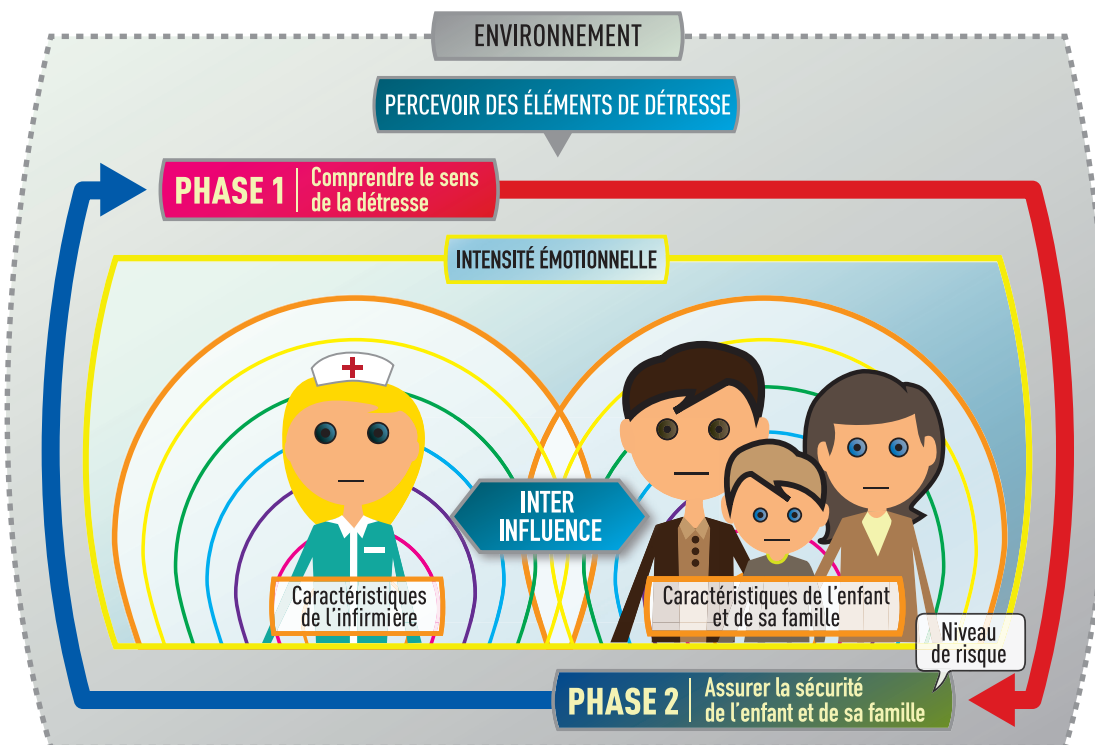 ENVIRONNEMENT
PERCEVOIR DES ÉLÉMENTS DE DÉTRESSE
PHASE 1
Comprendre le sens
de la détresse
INTENSITÉ ÉMOTIONNELLE
INTER
INFLUENCE
Caractéristiques
de l'infirmière
Caractéristiques de l'enfant
et de sa famille
Niveau
de risque
PHASE 2
Assurer la sécurité
de l'enfant et de sa famille